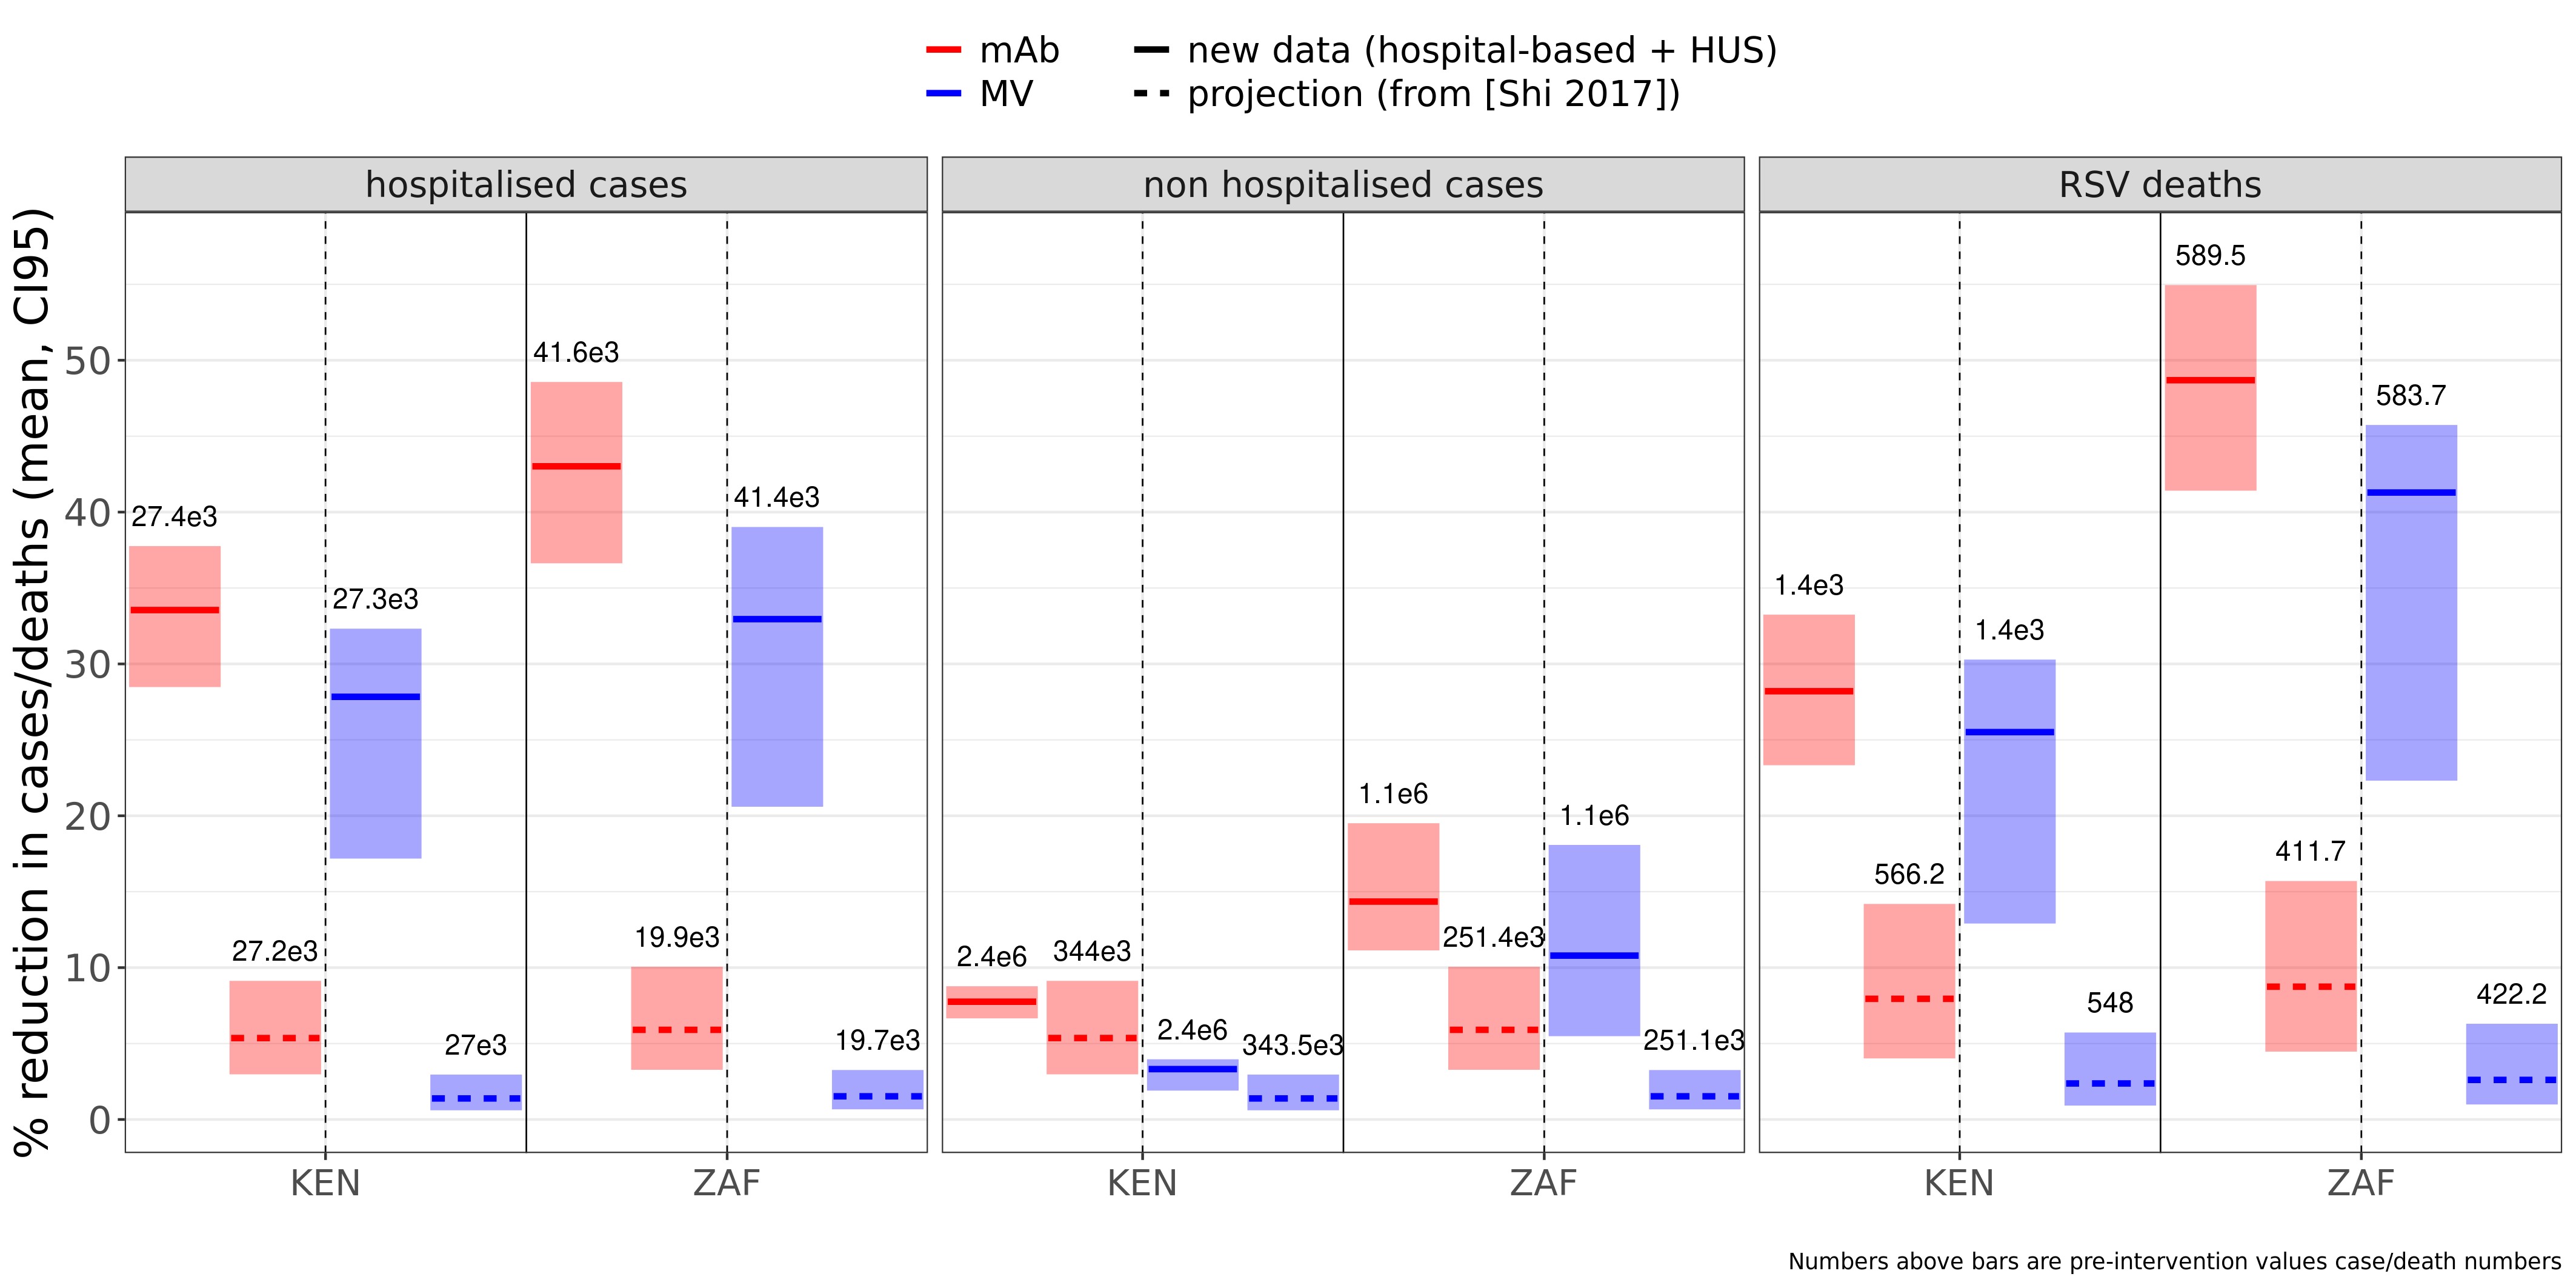 mAb
MV
new data (hospital-based + HUS)
projection (from [Shi 2017])
% reduction in cases/deaths (mean, CI95)
hospitalised cases
non hospitalised cases
RSV deaths
50
40
30
20
10
0
27.4e3
27.2e3
27.3e3
27e3
41.6e3
19.9e3
41.4e3
19.7e3
2.4e6
344e3
2.4e6
343.5e3
1.1e6
251.4e3
1.1e6
251.1e3
1.4e3
566.2
1.4e3
548
589.5
411.7
583.7
422.2
KEN
ZAF
KEN
ZAF
KEN
ZAF
Numbers above bars are pre-intervention values case/death numbers